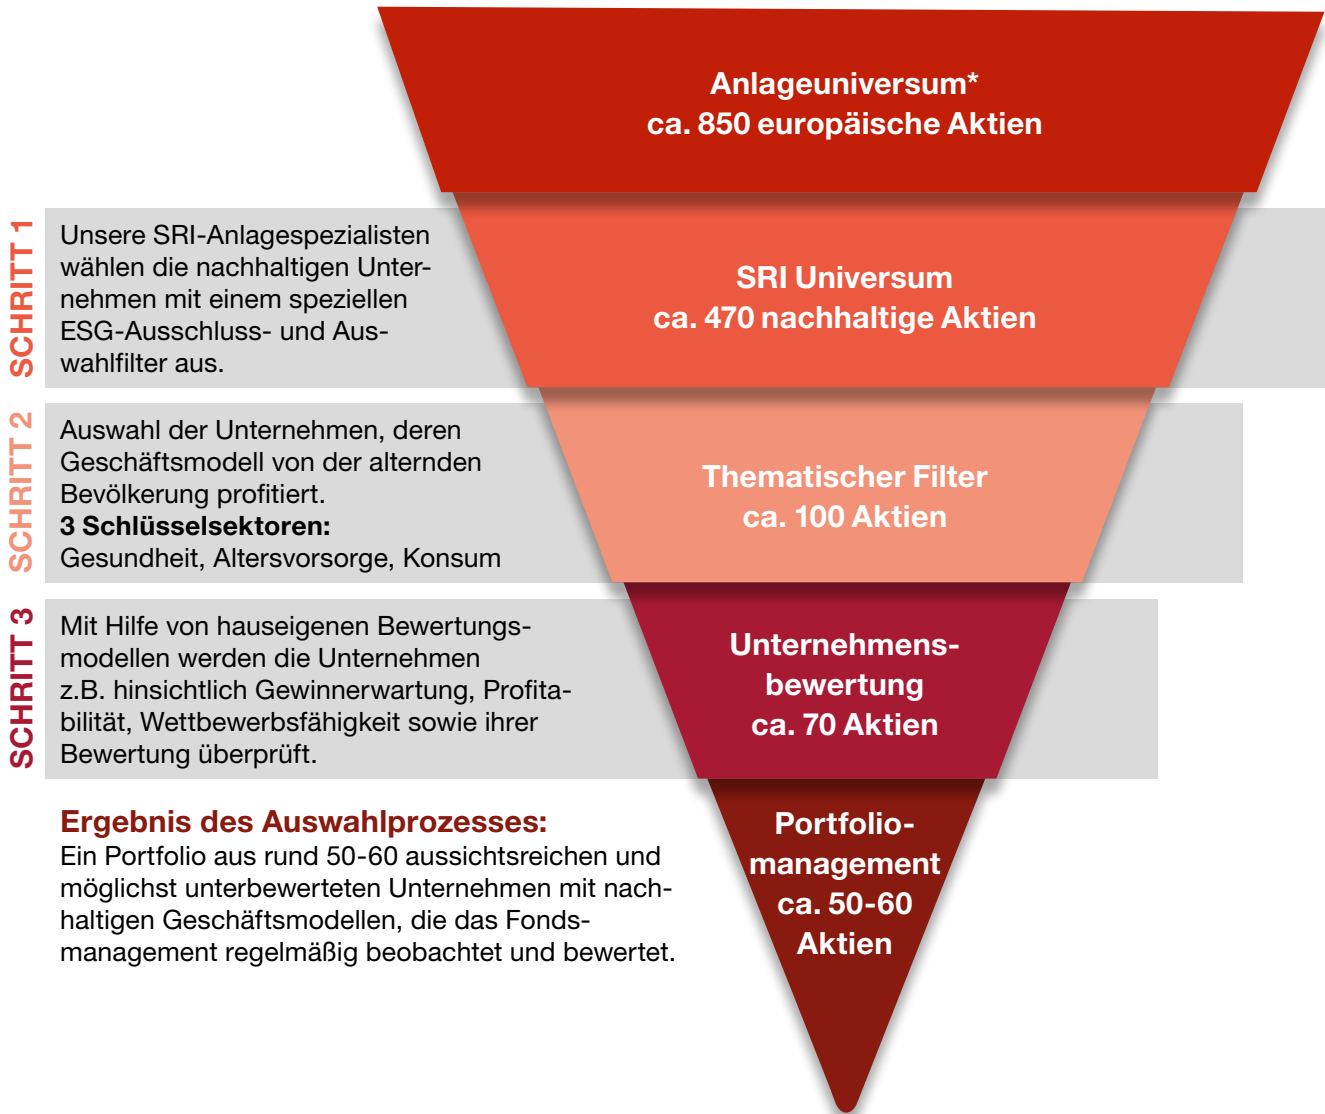 Anlageuniversum*
ca. 850 europäische Aktien
SCHRITT 1
Unsere SRI-Anlagespezialisten
wählen die nachhaltigen Unter-
nehmen mit einem speziellen
ESG-Ausschluss- und Aus-
wahlfilter aus.
SRI Universum
ca. 470 nachhaltige Aktien
SCHRITT 2
Auswahl der Unternehmen, deren
Geschäftsmodell von der alternden
Bevölkerung profitiert.
3 Schlüsselsektoren:
Gesundheit, Altersvorsorge, Konsum
Thematischer Filter
ca. 100 Aktien
SCHRITT 3
Mit Hilfe von hauseigenen Bewertungs-
modellen werden die Unternehmen
z.B. hinsichtlich Gewinnerwartung, Profita-
bilität, Wettbewerbsfähigkeit sowie ihrer
Bewertung überprüft.
Unternehmens-
bewertung
ca. 70 Aktien
Ergebnis des Auswahlprozesses:
Ein Portfolio aus rund 50-60 aussichtsreichen und
möglichst unterbewerteten Unternehmen mit nach-
haltigen Geschäftsmodellen, die das Fonds-
management regelmäßig beobachtet und bewertet.
Portfolio-
management
ca. 50-60
Aktien